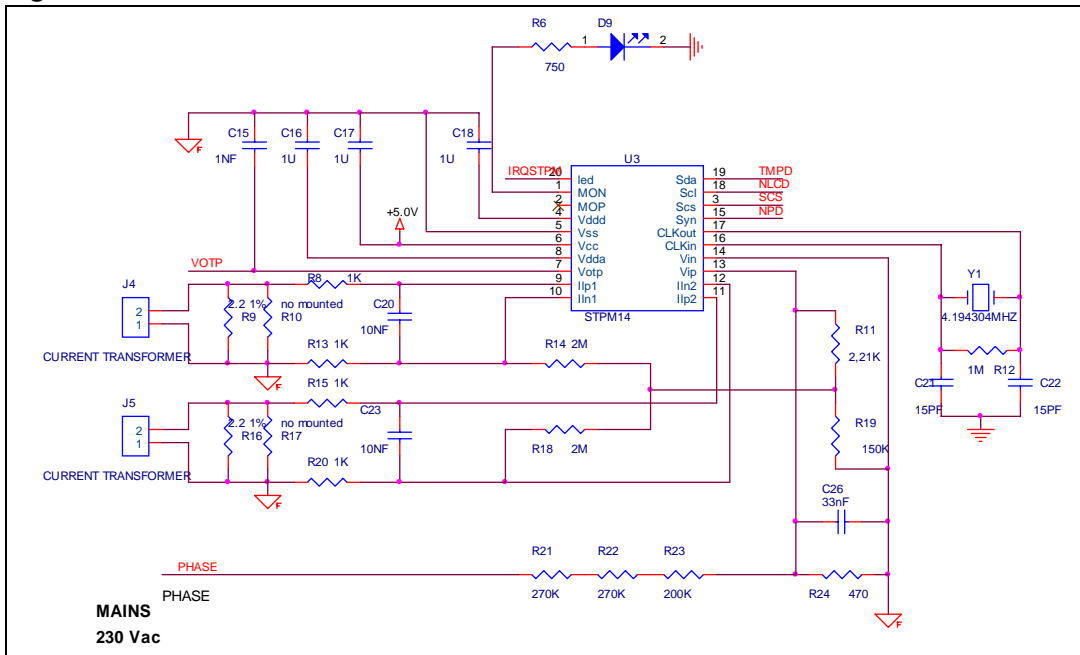 R6
D9
1
2
750
C15
C16
C17
C18
1NF
1U
1U
1U
F
U3
IRQSTPM
20
led
Sda
19
TMPD
1
MON
Scl
18
NLCD
2
MOP
Scs
3
SCS
4
Vddd
Syn
15
NPD
5
Vss
CLKout
17
6
Vcc
CLKin
16
8
Vdda
Vin
14
7
Votp
Vip
13
9
IIp1
IIn2
12
10
IIn1
IIp2
11
STPM14
+5.0V
VOTP
J4
2
1
CURRENT TRANSFORMER
2.2 1%
R9
no mounted
R10
R8
1K
C20
10NF
R13 1K
R14 2M
F
R15 1K
J5
2
1
CURRENT TRANSFORMER
2.2 1%
R16
no mounted
R17
C23
10NF
R18
2M
R20 1K
F
Y1
4.194304MHZ
R11
2,21K
1M
R12
C21
C22
15PF
15PF
R19
150K
C26
33nF
R21
R22
R23
270K
270K
200K
R24
470
F
PHASE
PHASE
MAINS
230 Vac